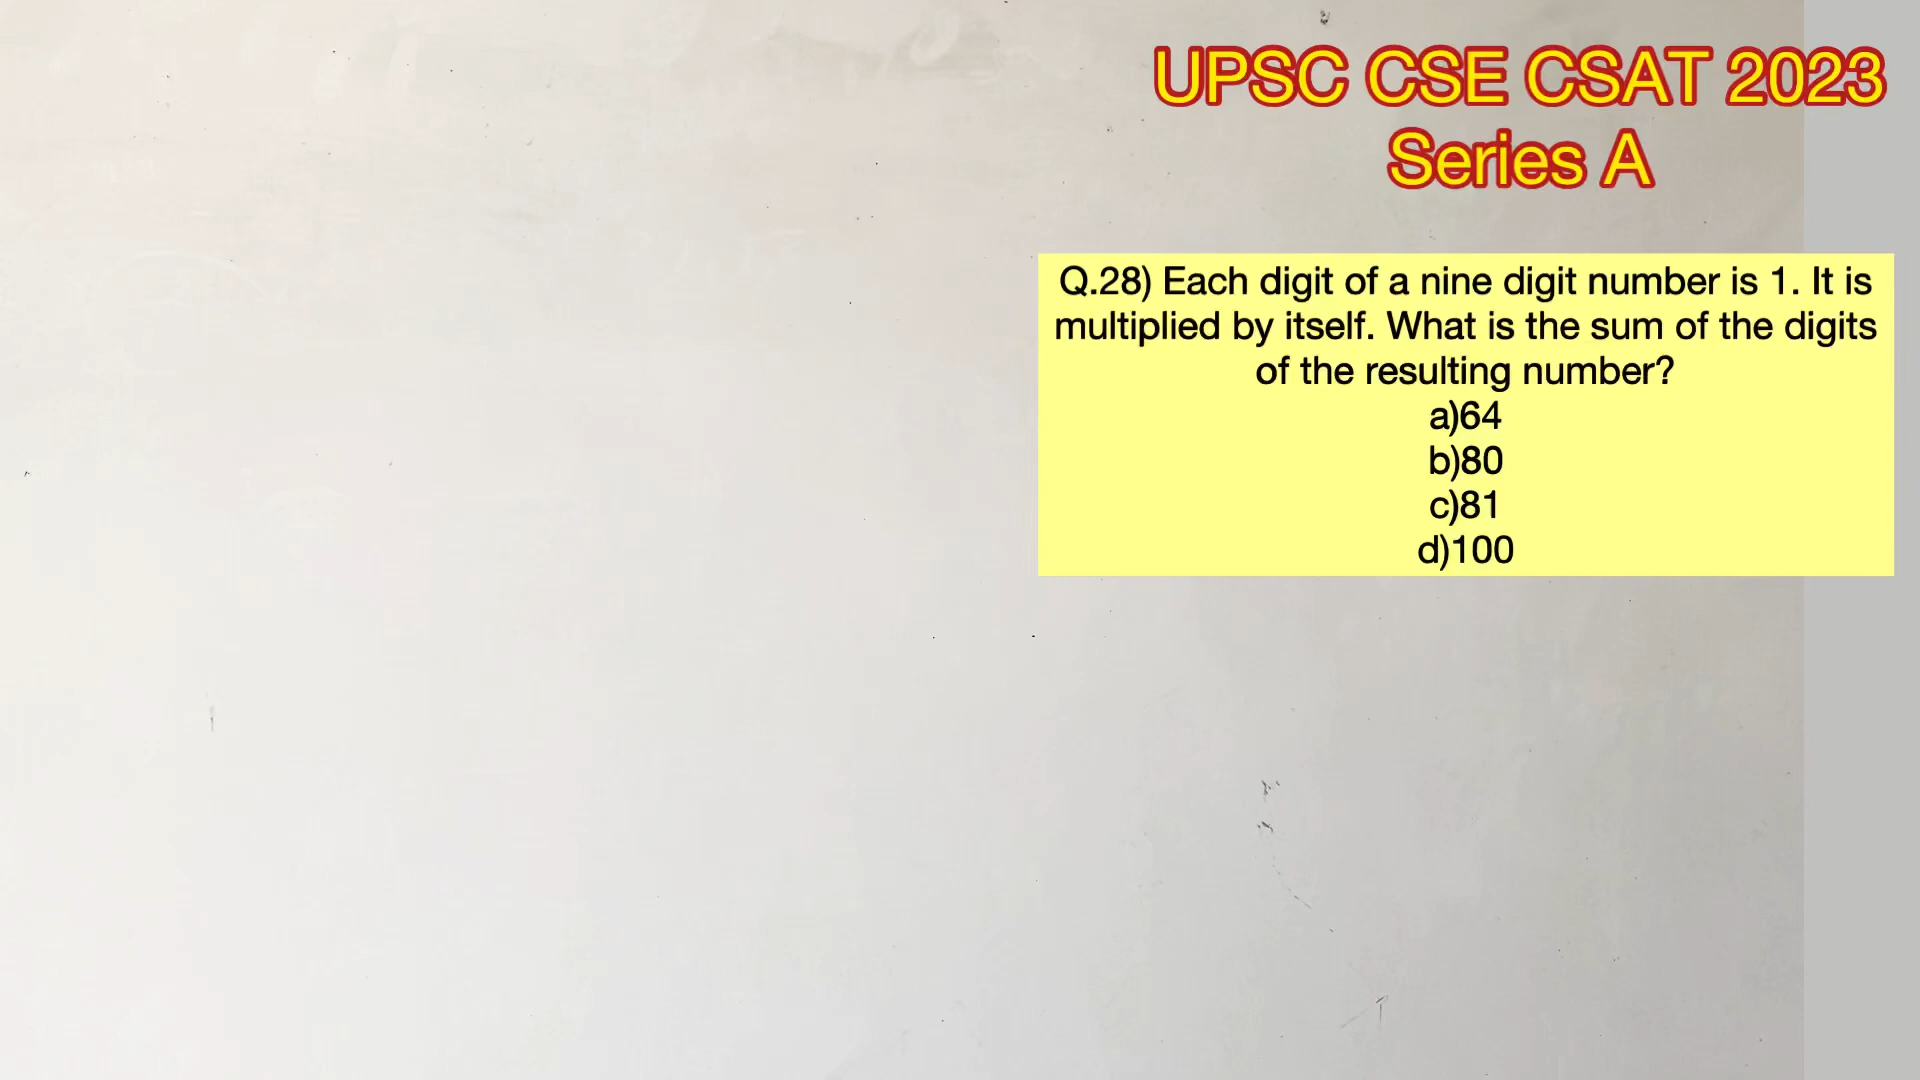 UPSC CSE CSAT 2023
Series A
Q.28) Each digit of a nine digit number is 1. It is
multiplied by itself. What is the sum of the digits
of the resulting number?
a)64
b)80
c)81
d)100